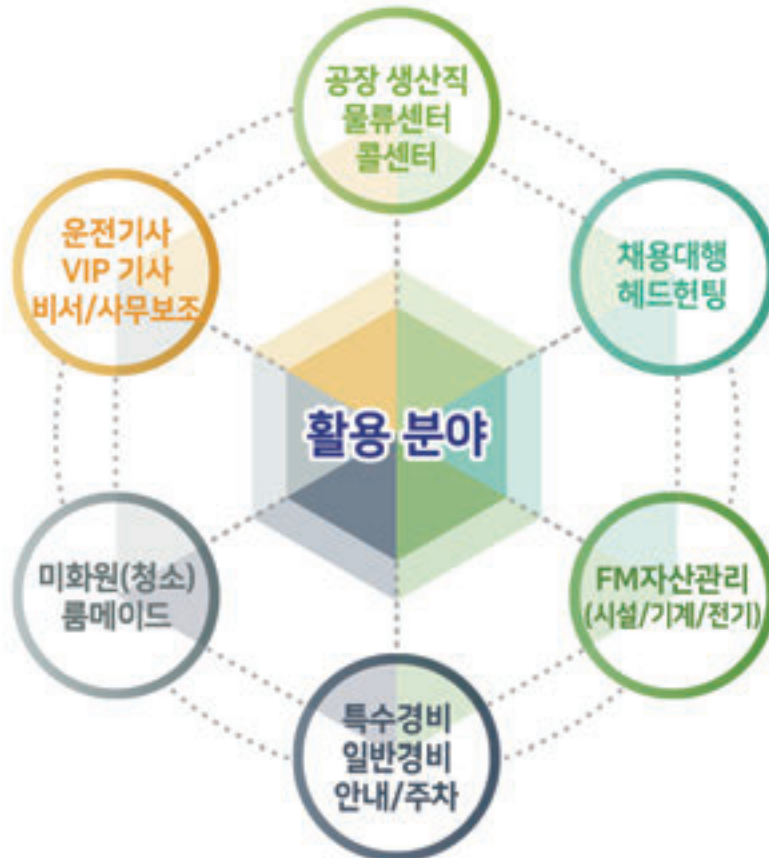 공장 생산직
물류센터
콜센터
운전기사
VIP 기사
비서/사무보조
채용대행
헤드헌팅
활용 분야
미화원(청소)
룸메이드
FM자산관리
(시설/기계/전기)
특수경비
일반경비
안내/주차